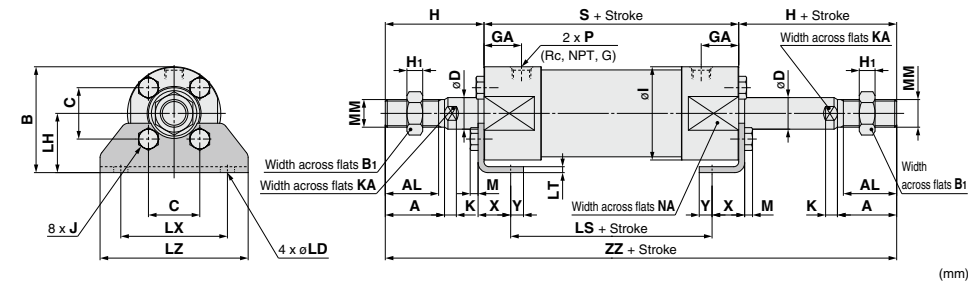 H
S + Stroke
H + Stroke
GA
2 x P
(Rc, NPT, G)
GA
Width across flats KA
H1
øD
øI
øD
H1
MM
MM
B
LH
C
Width across flats B1
Width across flats KA
Width across flats NA
Width
across flats B1
LT
AL
M
AL
A
K
X
Y
Y
X
M
K
A
C
8 x J
LX
LZ
4 x øLD
LS + Stroke
ZZ + Stroke
(mm)